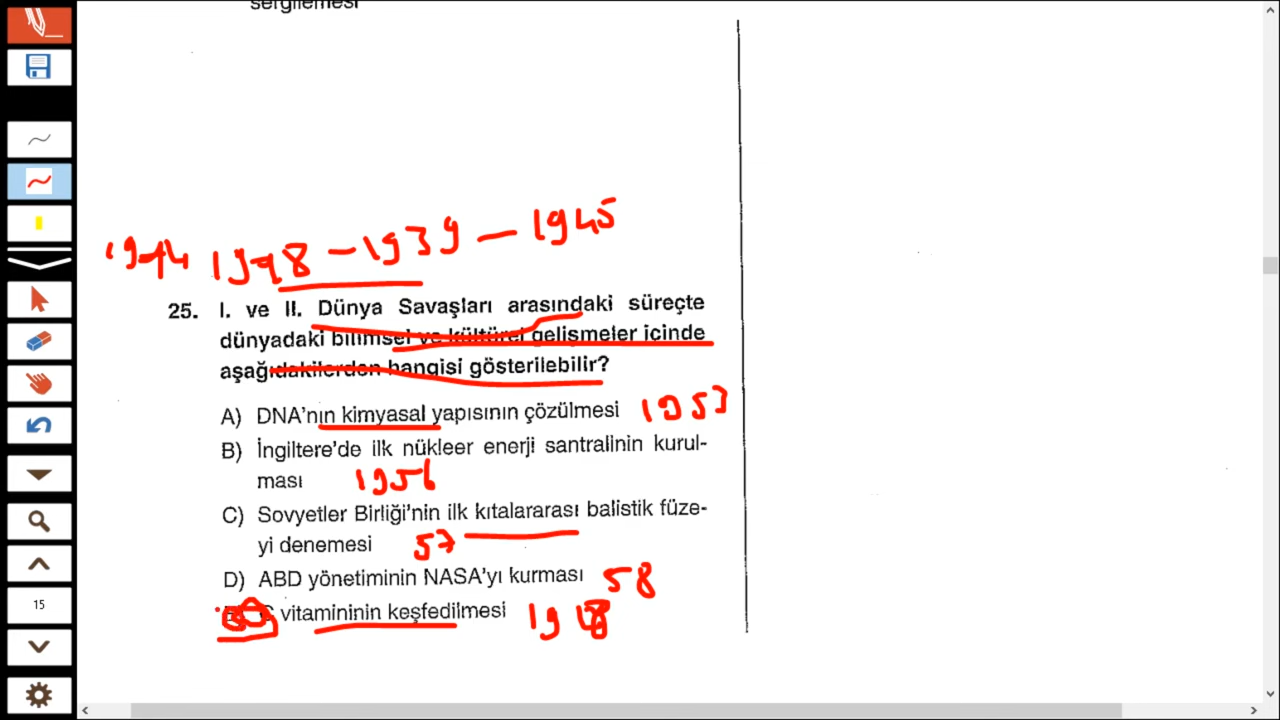 sergilemesi
1914 1918 – 1939 – 1945
25. I. ve II. Dünya Savaşları arasındaki süreçte
dünyadaki bilimsel ve kültürel gelişmeler içinde
aşağıdakilerden hangisi gösterilebilir?
A) DNA'nın kimyasal yapısının çözülmesi 1953
B) İngiltere'de ilk nükleer enerji santralinin kurul-
ması 1956
C) Sovyetler Birliği'nin ilk kıtalararası balistik füze-
yi denemesi 57
D) ABD yönetiminin NASA'yı kurması 58
C vitamininin keşfedilmesi
15